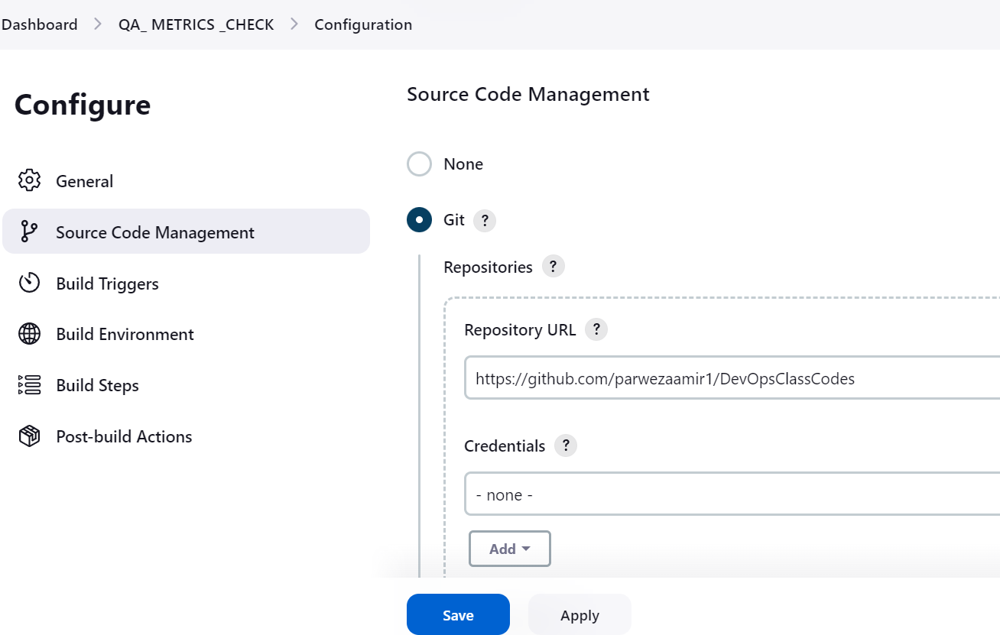 Dashboard > QA_ METRICS _CHECK > Configuration
Configure
General
Source Code Management
Build Triggers
Build Environment
Build Steps
Post-build Actions
Source Code Management
None
Git ?
Repositories ?
Repository URL ?
https://github.com/parwezaamir1/DevOpsClassCodes
Credentials ?
- none -
Add
Save Apply